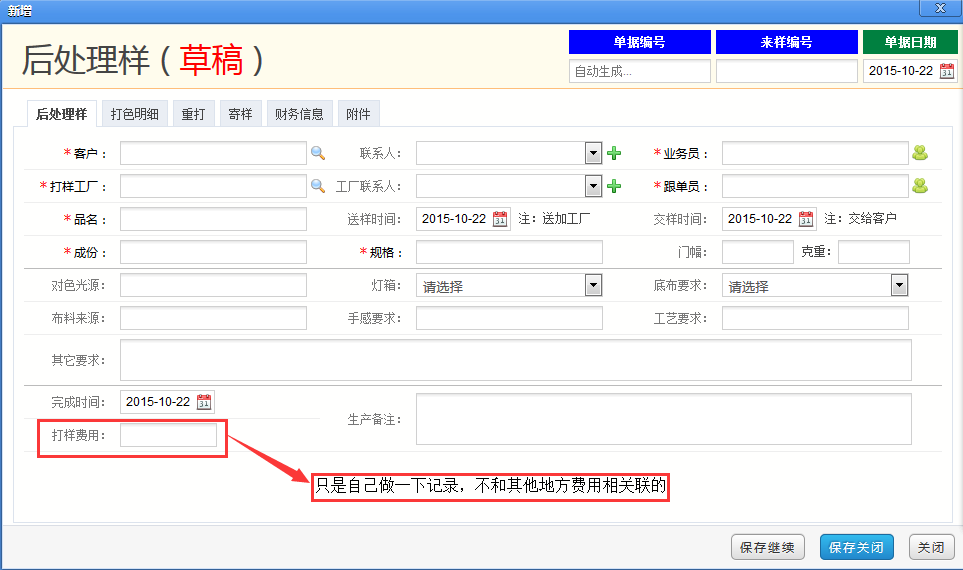 新增
X
后处理样(草稿)
单据编号 来样编号 单据日期
自动生成... 2015-10-22
后处理样 打色明细 重打 寄样 财务信息 附件
*客户: 联系人: *业务员:
*打样工厂: 工厂联系人: *跟单员:
*品名: 送样时间: 2015-10-22 注: 送加工厂 交样时间: 2015-10-22 注: 交给客户
*成份: *规格: 门幅: 克重:
对色光源: 灯箱: 请选择 底布要求: 请选择
布料来源: 手感要求: 工艺要求:
其它要求:
完成时间: 2015-10-22 生产备注:
打样费用:
只是自己做一下记录，不和其他地方费用相关联的
保存继续 保存关闭 关闭